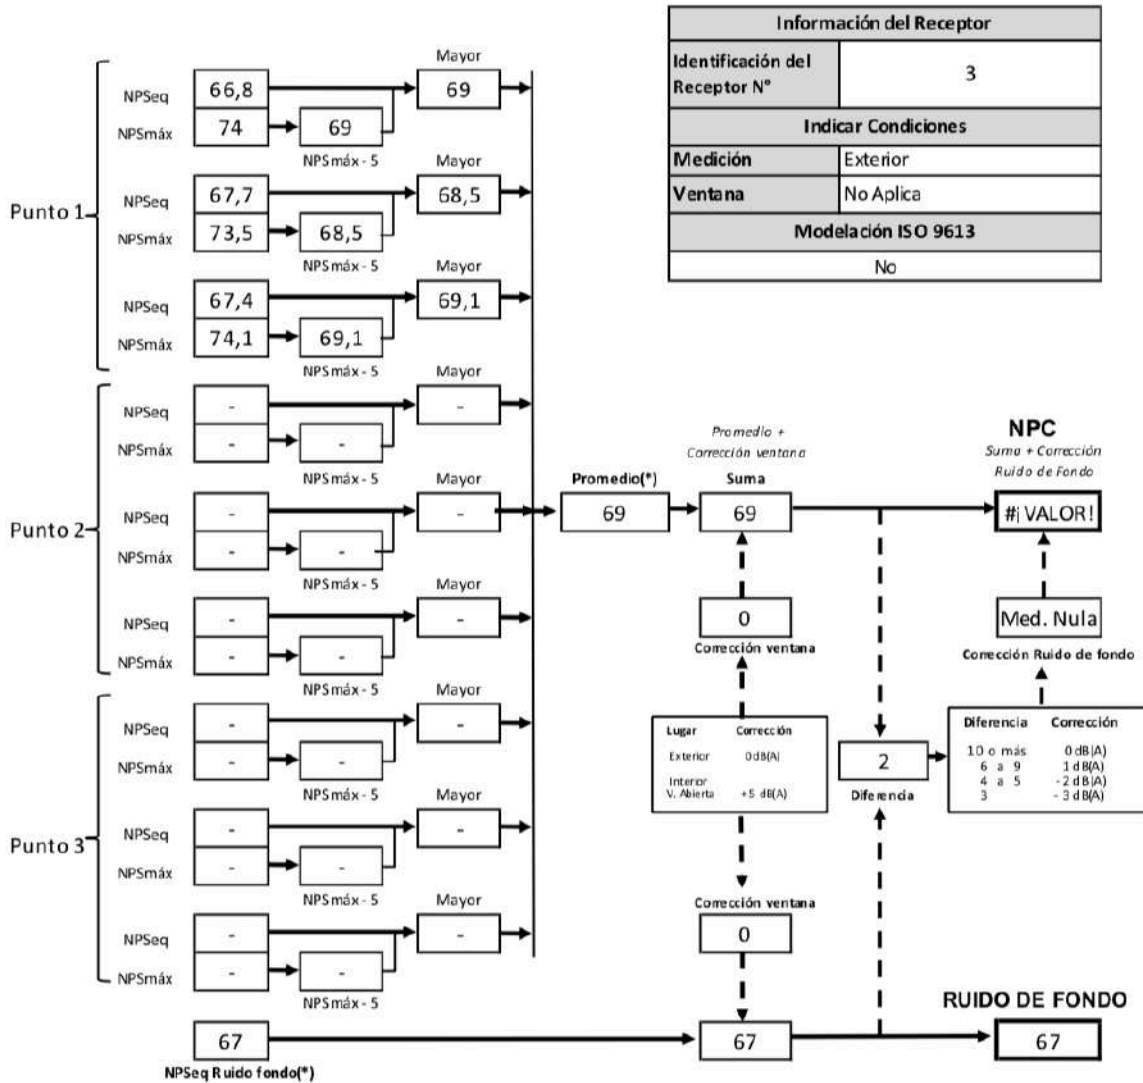 Información del Receptor
Identificación del Receptor N°
3
Indicar Condiciones
Medición
Exterior
Ventana
No Aplica
Modelación ISO 9613
No
Punto 1
Mayor
NPSeq
66,8
69
NPSmáx
74
69
NPSmáx - 5
Mayor
NPSeq
67,7
68,5
NPSmáx
73,5
68,5
NPSmáx - 5
Mayor
NPSeq
67,4
69,1
NPSmáx
74,1
69,1
NPSmáx - 5
Punto 2
Mayor
NPSeq
-
-
NPSmáx
-
-
NPSmáx - 5
Mayor
NPSeq
-
-
NPSmáx
-
-
NPSmáx - 5
Mayor
NPSeq
-
-
NPSmáx
-
-
NPSmáx - 5
Punto 3
Mayor
NPSeq
-
-
NPSmáx
-
-
NPSmáx - 5
Mayor
NPSeq
-
-
NPSmáx
-
-
NPSmáx - 5
Mayor
NPSeq
-
-
NPSmáx
-
-
NPSmáx - 5
Promedio(*)
69
Promedio +
Corrección ventana
Suma
69
NPC
Suma + Corrección
Ruido de Fondo
#¡VALOR!
0
Corrección ventana
Med. Nula
Corrección Ruido de fondo
Lugar Corrección
Exterior 0 dB(A)
Interior
V. Abierta +5 dB(A)
2
Diferencia
Diferencia Corrección
10 o más 0 dB(A)
6 a 9 1 dB(A)
4 a 5 -2 dB(A)
3 - 3 dB(A)
Corrección ventana
0
RUIDO DE FONDO
67
67
67
NPSeq Ruido fondo(*)